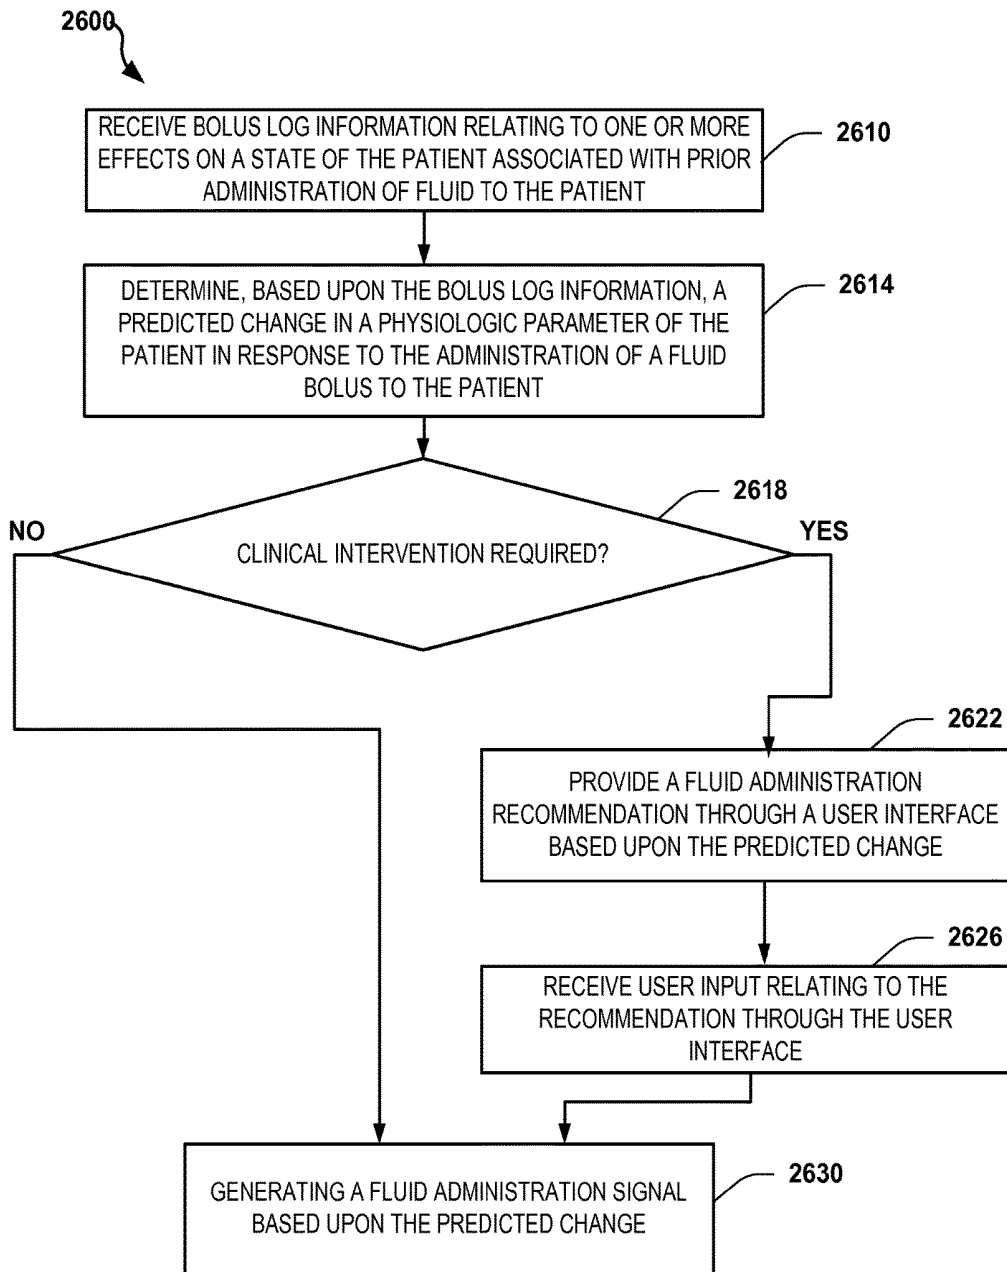 2600
RECEIVE BOLUS LOG INFORMATION RELATING TO ONE OR MORE
EFFECTS ON A STATE OF THE PATIENT ASSOCIATED WITH PRIOR
ADMINISTRATION OF FLUID TO THE PATIENT
2610
DETERMINE, BASED UPON THE BOLUS LOG INFORMATION, A
PREDICTED CHANGE IN A PHYSIOLOGIC PARAMETER OF THE
PATIENT IN RESPONSE TO THE ADMINISTRATION OF A FLUID
BOLUS TO THE PATIENT
2614
2618
NO
YES
CLINICAL INTERVENTION REQUIRED?
2622
PROVIDE A FLUID ADMINISTRATION
RECOMMENDATION THROUGH A USER INTERFACE
BASED UPON THE PREDICTED CHANGE
2626
RECEIVE USER INPUT RELATING TO THE
RECOMMENDATION THROUGH THE USER
INTERFACE
2630
GENERATING A FLUID ADMINISTRATION SIGNAL
BASED UPON THE PREDICTED CHANGE